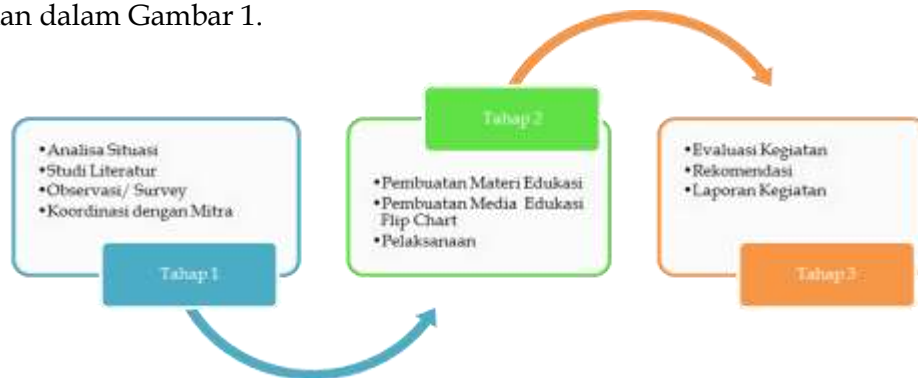 an dalam Gambar 1.
•Analisa Situasi
•Studi Literatur
•Observasi/ Survey
•Koordinasi dengan Mitra
Tahap 1
Tahap 2
•Pembuatan Materi Edukasi
•Pembuatan Media Edukasi
Flip Chart
•Pelaksanaan
•Evaluasi Kegiatan
•Rekomendasi
•Laporan Kegiatan
Tahap 3